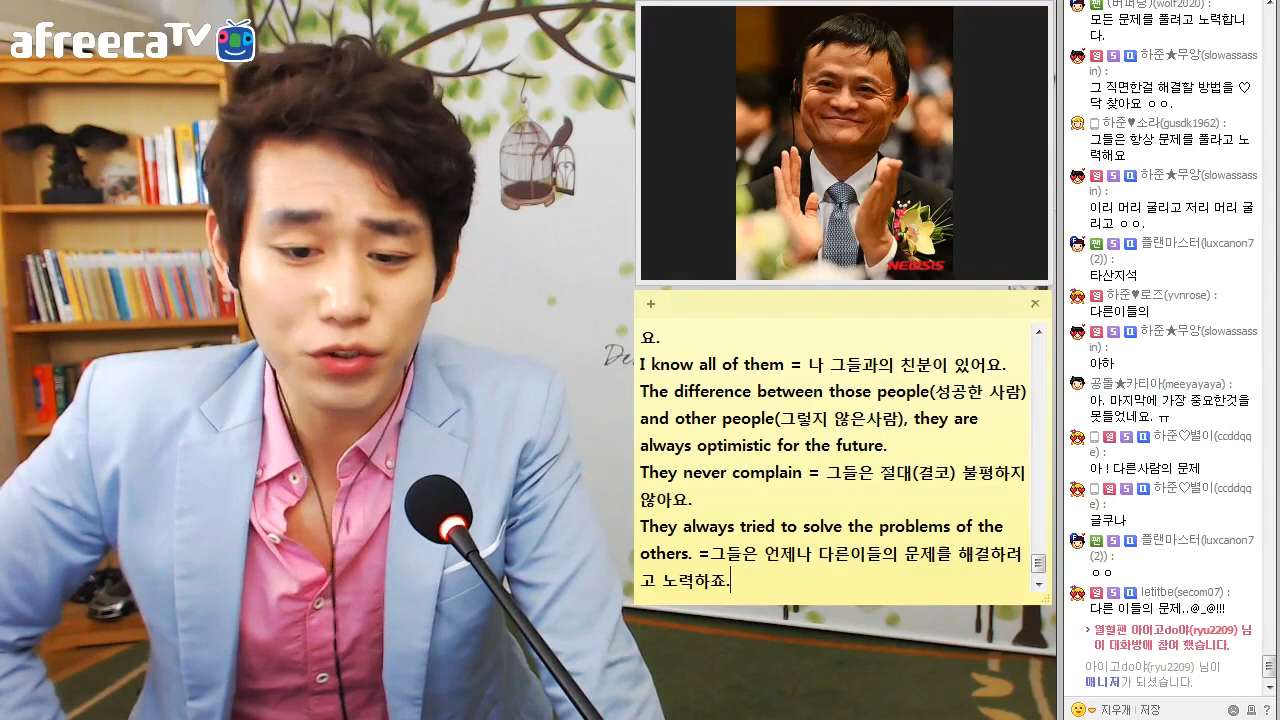 afreecaTV
NEWSIS
요.
I know all of them = 나 그들과의 친분이 있어요.
The difference between those people(성공한 사람)
and other people(그렇지 않은사람), they are
always optimistic for the future.
They never complain = 그들은 절대(결코) 불평하지
않아요.
They always tried to solve the problems of the
others. =그들은 언제나 다른이들의 문제를 해결하려
고 노력하죠.
(wolf2020) :
모든 문제를 풀려고 노력합니
다.
월 S Q 하준★무앙(slowassass
in) :
그 직면한걸 해결할 방법을 ♡
닥 찾아요 ㅇㅇ.
하준♥소라(gusdk1962) :
그들은 항상 문제를 풀라고 노
력해요
하준★무앙(slowassass
in) :
이리 머리 굴리고 저리 머리 굴
리고 ㅇㅇ.
팬 S 플랜마스터(luxcanon7
(2)) :
타산지석
하준♥로즈(yvnrose) :
다른이들의
하준★무앙(slowassass
in) :
아하
공돌★카티아(meeyayaya) :
아, 마지막에 가장 중요한것을
못들었네요. ㅠ
하준♡별이(ccddqq
e) :
아 ! 다른사람의 문제
하준♡별이(ccddqq
e) :
글쿠나
팬 S 플랜마스터(luxcanon7
(2)) :
ㅇㅇ
letitbe(secom07) :
다른 이들의 문제..@_@!!!
열혈팬 아이고do야(ryu2209) 님
이 대화방에 참여 했습니다.
아이고do야(ryu2209) 님이
매니저가 되셨습니다.
지우개 | 저장